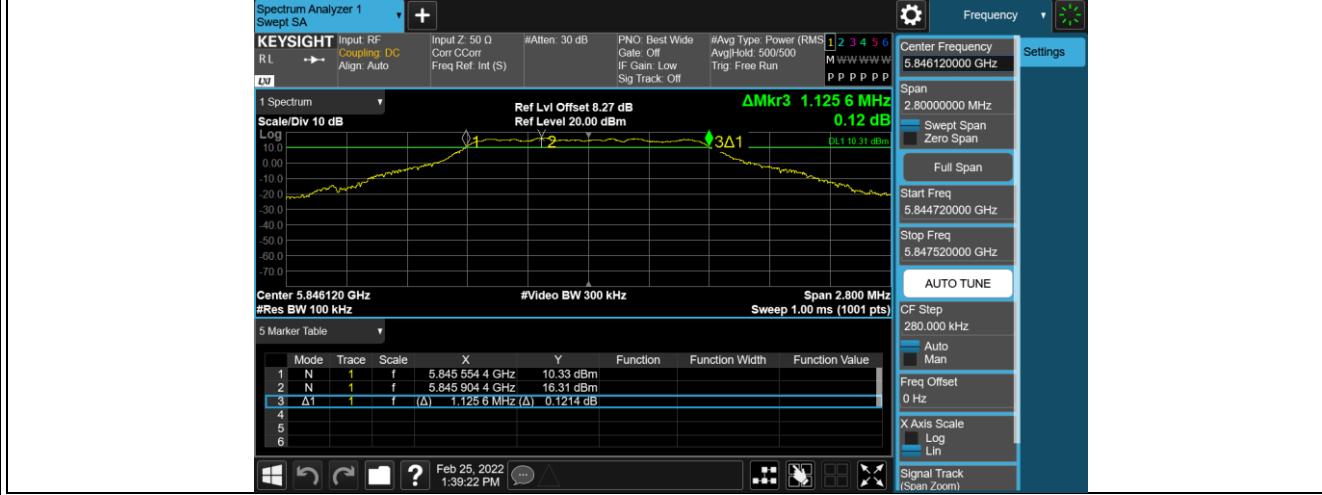 Spectrum Analyzer 1
Swept SA
Frequency
KEYSIGHT
RL
LXI
Input: RF
Coupling: DC
Align: Auto
Input Z: 50 Ω
Corr CCorr
Freq Ref: Int (S)
#Atten: 30 dB
PNO: Best Wide
Gate: Off
IF Gain: Low
Sig Track: Off
#Avg Type: Power (RMS
Avg|Hold: 500/500
Trig: Free Run
1 2 3 4 5 6
M W W W W W
P P P P P P
1 Spectrum
Scale/Div 10 dB
Ref Lvl Offset 8.27 dB
Ref Level 20.00 dBm
ΔMkr3 1.125 6 MHz
0.12 dB
Log
10.0
0.00
-10.0
-20.0
-30.0
-40.0
-50.0
-60.0
-70.0
1
2
3Δ1
DL1 10.31 dBm
Center 5.846120 GHz
#Res BW 100 kHz
#Video BW 300 kHz
Span 2.800 MHz
Sweep 1.00 ms (1001 pts)
5 Marker Table
Mode Trace Scale X Y Function Function Width Function Value
1 N 1 f 5.845 554 4 GHz 10.33 dBm
2 N 1 f 5.845 904 4 GHz 16.31 dBm
3 Δ1 1 f (Δ) 1.125 6 MHz (Δ) 0.1214 dB
4
5
6
Feb 25, 2022
1:39:22 PM
Center Frequency
5.846120000 GHz
Span
2.80000000 MHz
Swept Span
Zero Span
Full Span
Start Freq
5.844720000 GHz
Stop Freq
5.847520000 GHz
AUTO TUNE
CF Step
280.000 kHz
Auto
Man
Freq Offset
0 Hz
X Axis Scale
Log
Lin
Signal Track
(Span Zoom)
Settings